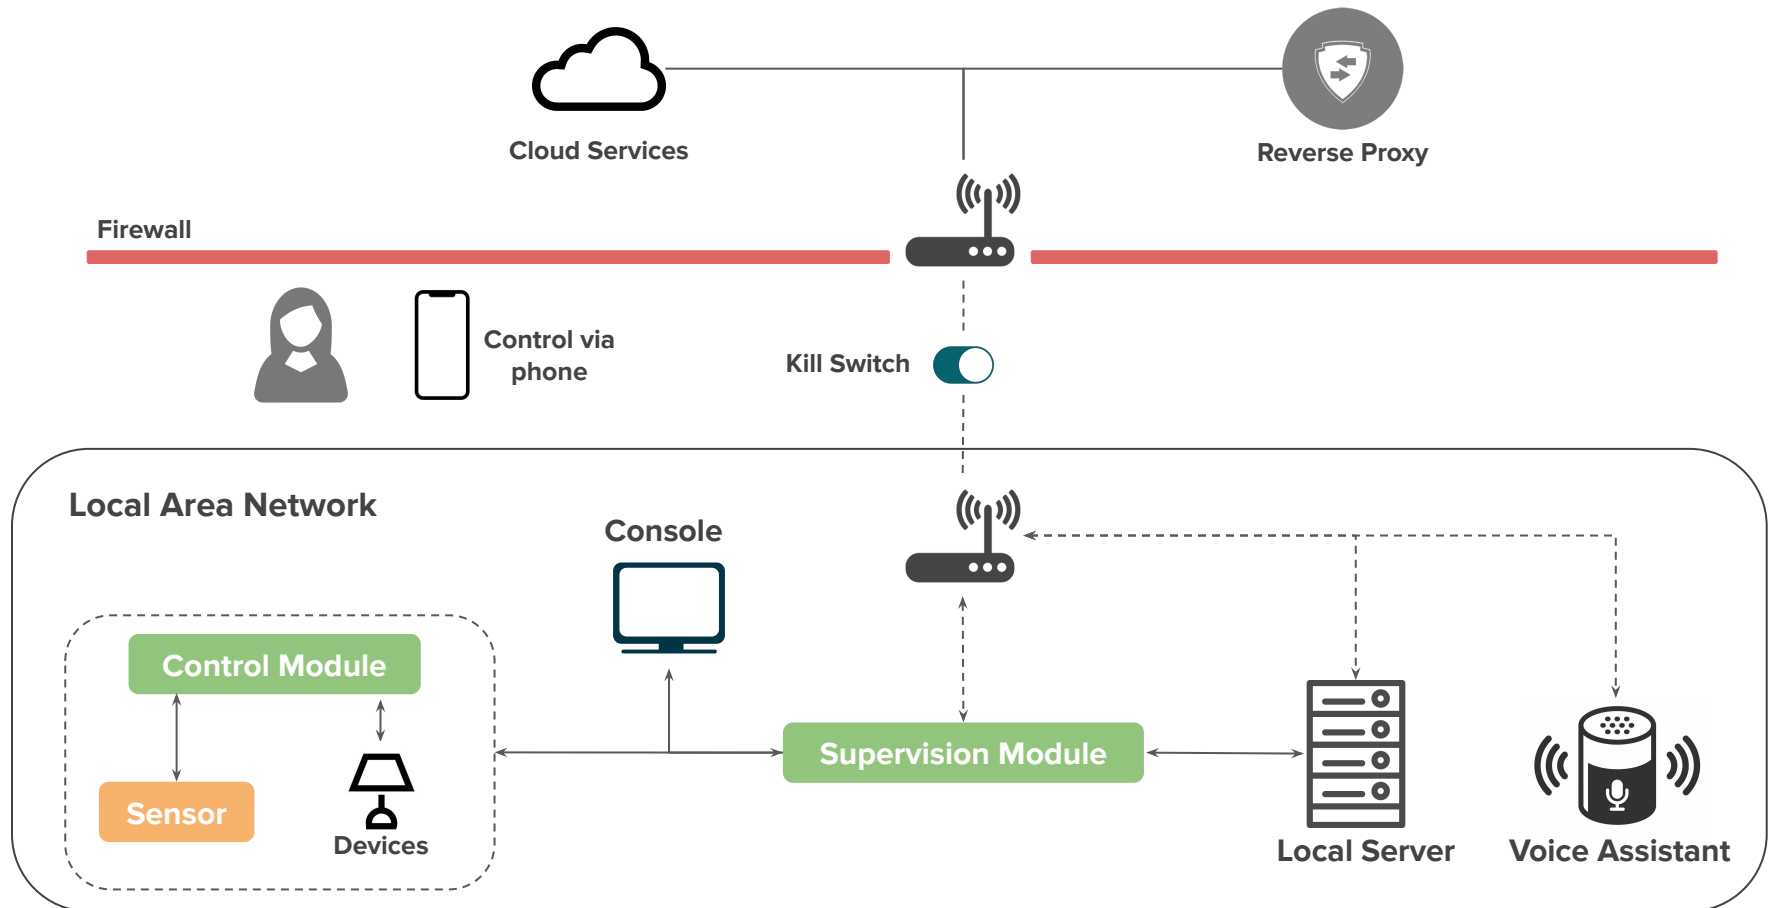 Cloud Services
Reverse Proxy
Firewall
Control via
phone
Kill Switch
Local Area Network
Console
Control Module
Supervision Module
Sensor
Devices
Local Server
Voice Assistant